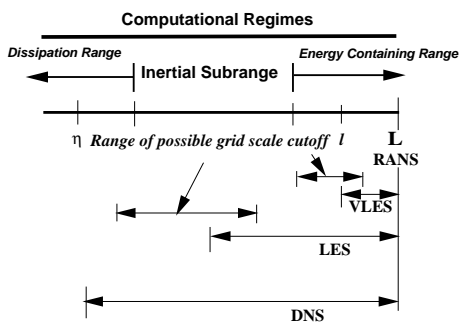 Computational Regimes
Dissipation Range
Energy Containing Range
Inertial Subrange
η Range of possible grid scale cutoff l L
RANS
VLES
LES
DNS